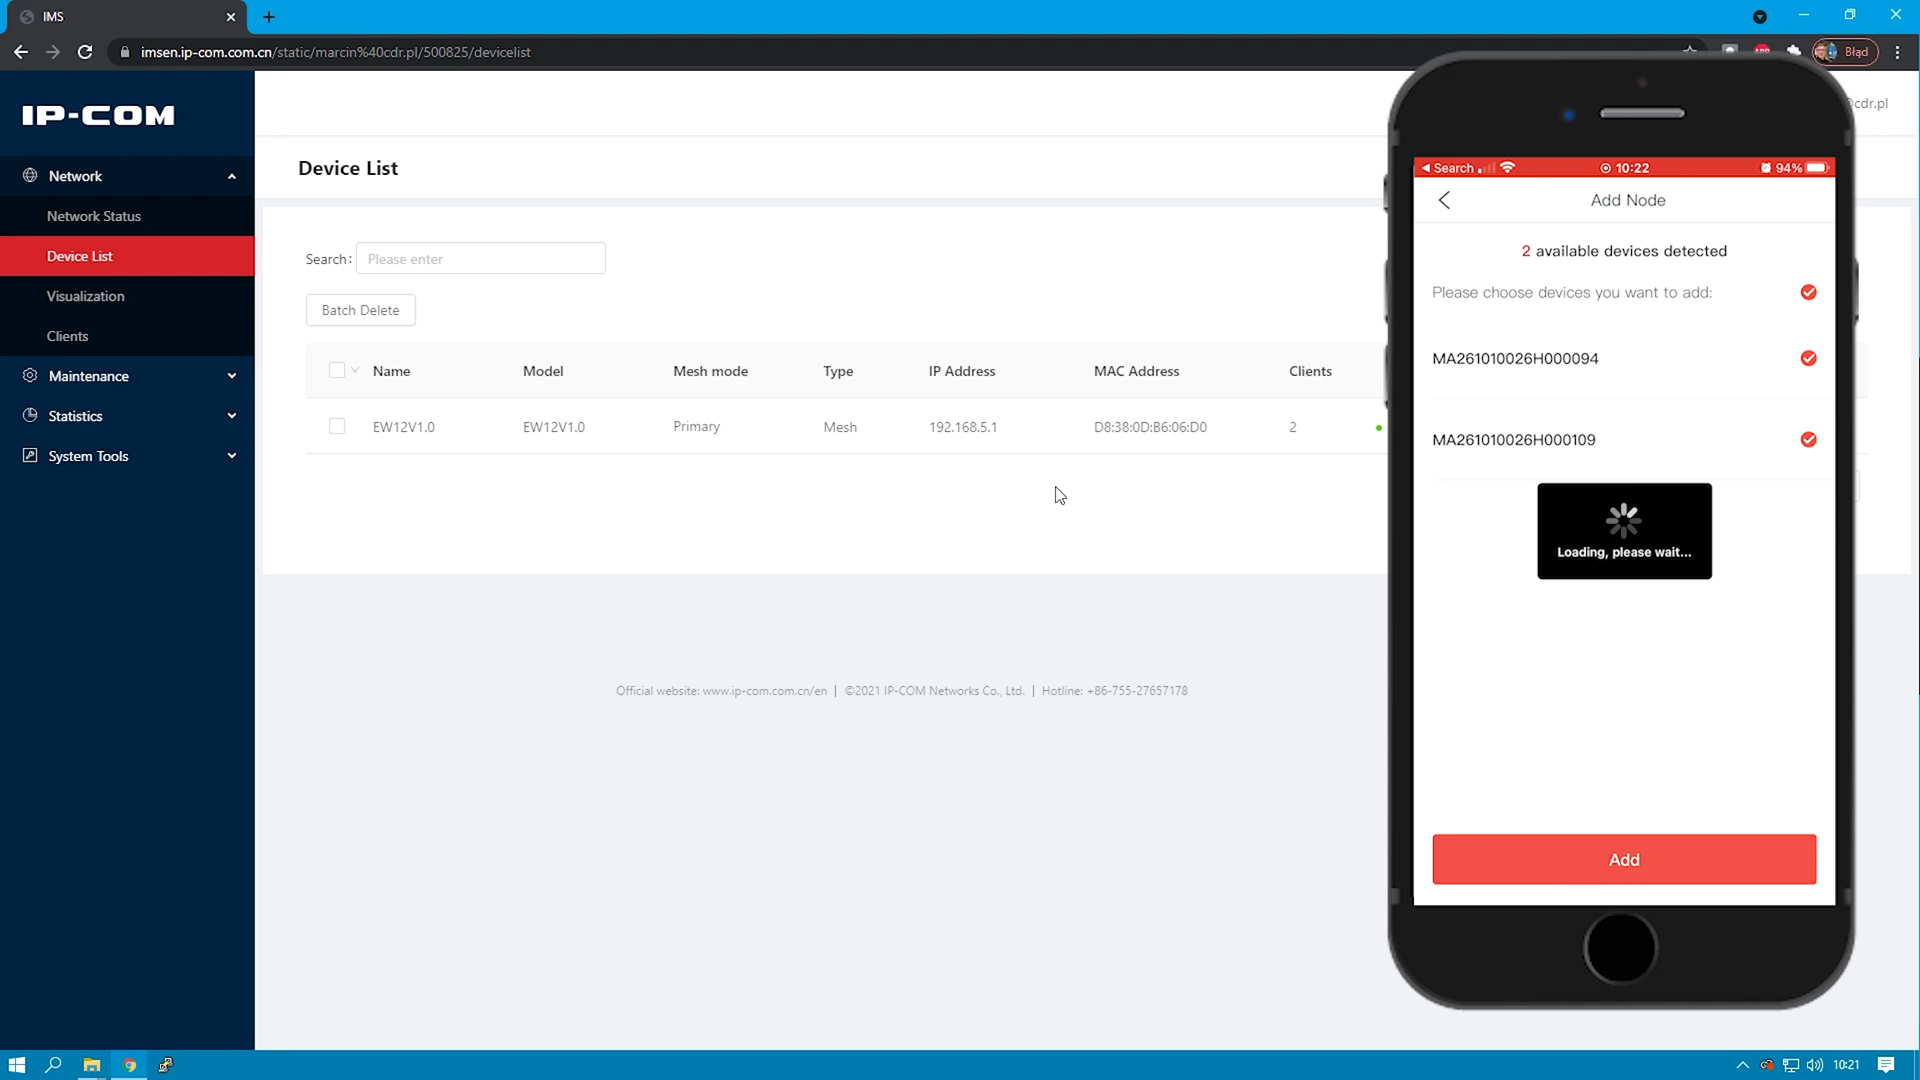 IMS
imsen.ip-com.com.cn/static/marcin%40cdr.pl/500825/devicelist
Błąd
IP-COM
Network
Network Status
Device List
Visualization
Clients
Maintenance
Statistics
System Tools
cdr.pl
Device List
Search: Please enter
Batch Delete
Name Model Mesh mode Type IP Address MAC Address Clients
EW12V1.0 EW12V1.0 Primary Mesh 192.168.5.1 D8:38:0D:B6:06:D0 2
Official website: www.ip-com.com.cn/en | ©2021 IP-COM Networks Co., Ltd. | Hotline: +86-755-27657178
Search 10:22 94%
Add Node
2 available devices detected
Please choose devices you want to add:
MA261010026H000094
MA261010026H000109
Loading, please wait...
Add
10:21